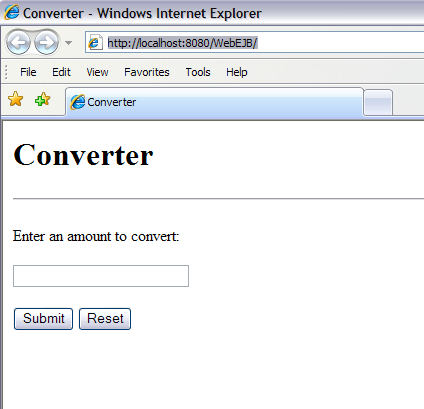 Converter - Windows Internet Explorer
http://localhost:8080/WebEJB/
File Edit View Favorites Tools Help
Converter
Converter
Enter an amount to convert:
Submit Reset